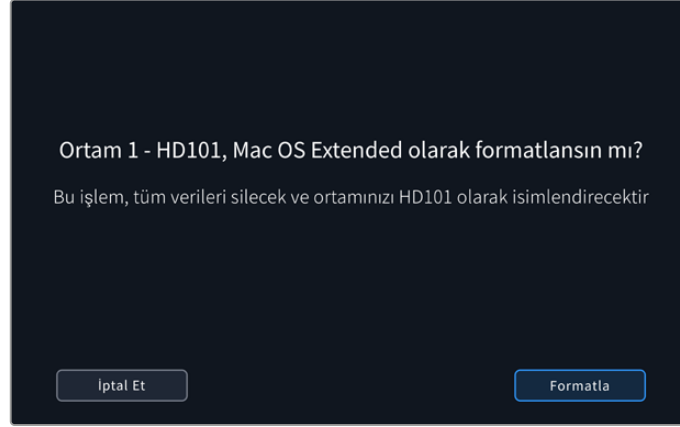 Ortam 1 - HD101, Mac OS Extended olarak formatlansın mı?
Bu işlem, tüm verileri silecek ve ortamınızı HD101 olarak isimlendirecektir
İptal Et
Formatla